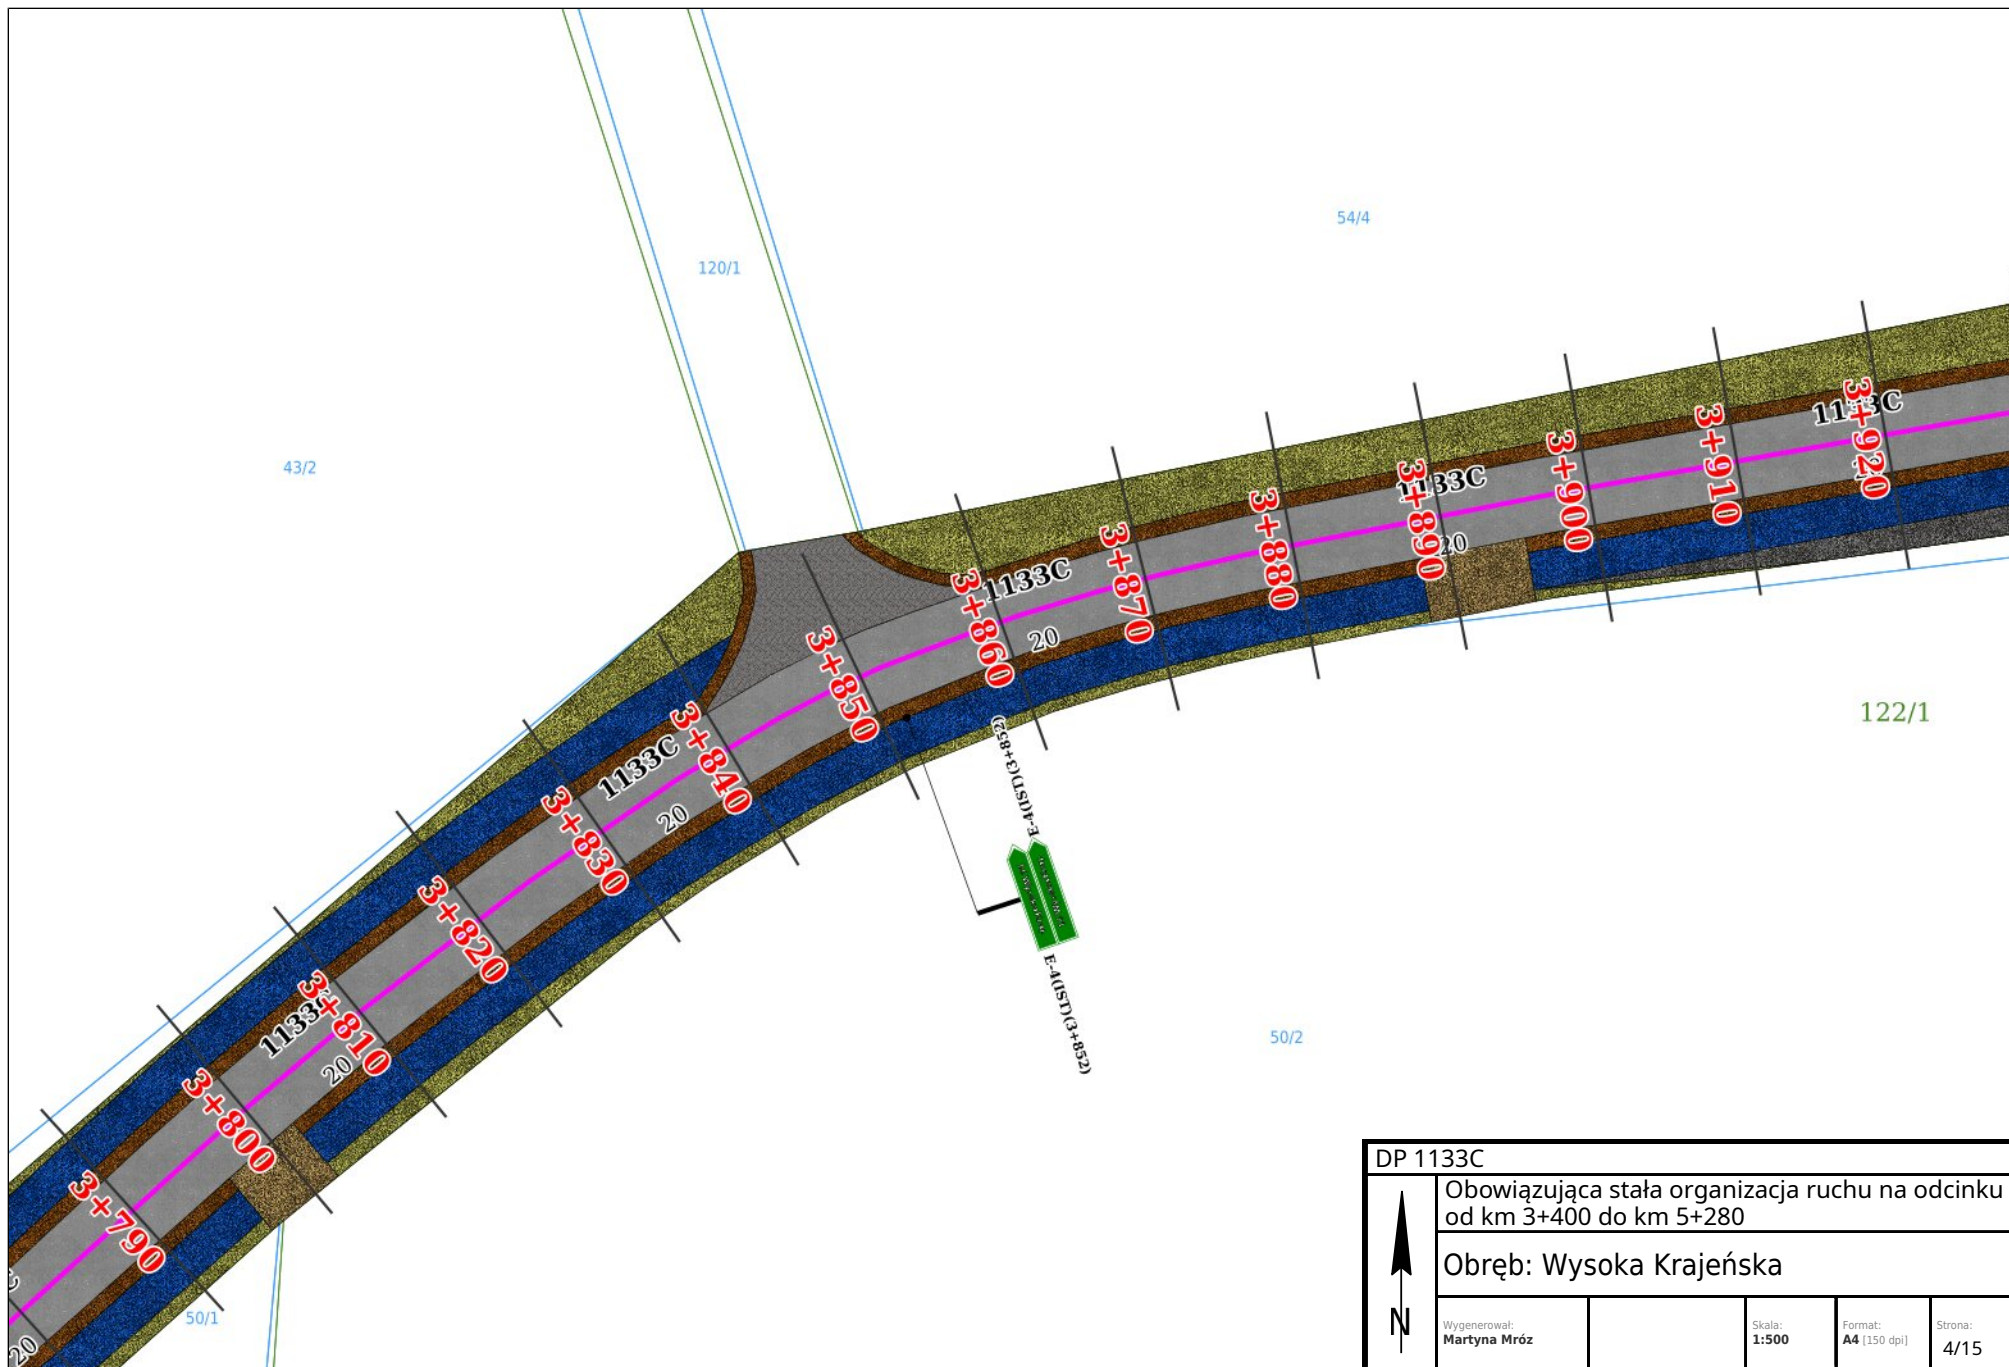 54/4
120/1
43/2
1133C
3+920
3+910
3+900
1133C
3+890
20
3+880
3+870
1133C
3+860
20
3+850
122/1
3+840
1133C
20
3+830
E-4(IST)(3+852)
E-4(IST)(3+852)
3+820
3+810
1133C
20
50/2
3+800
3+790
50/1
20
DP 1133C
Obowiązująca stała organizacja ruchu na odcinku
od km 3+400 do km 5+280
Obręb: Wysoka Krajeńska
N
Wygenerował:
Martyna Mróz
Skala:
1:500
Format:
A4 [150 dpi]
Strona:
4/15